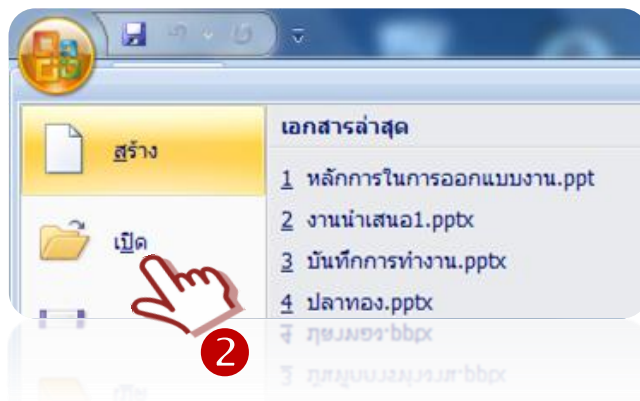 สร้าง
เปิด
2
เอกสารล่าสุด
1 หลักการในการออกแบบงาน.ppt
2 งานนำเสนอ1.pptx
3 บันทึกการทำงาน.pptx
4 ปลาทอง.pptx